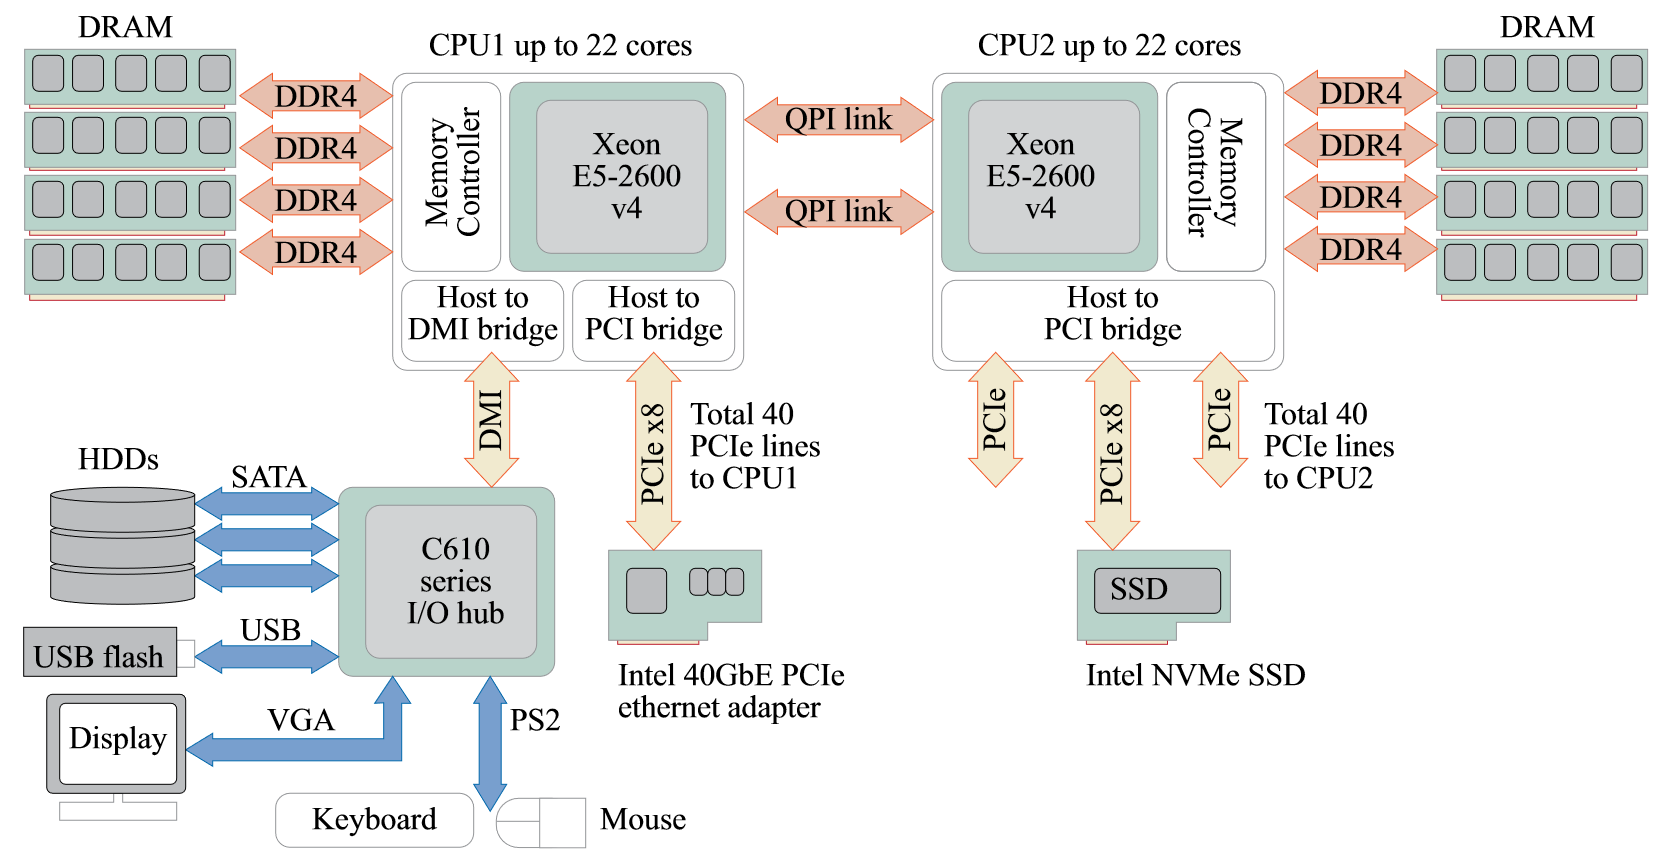 DRAM
CPU1 up to 22 cores
CPU2 up to 22 cores
DRAM
DDR4
DDR4
DDR4
DDR4
Memory
Controller
Xeon
E5-2600
v4
QPI link
QPI link
Xeon
E5-2600
v4
Memory
Controller
DDR4
DDR4
DDR4
DDR4
Host to
DMI bridge
Host to
PCI bridge
Host to
PCI bridge
DMI
PCIe x8
Total 40
PCIe lines
to CPU1
PCIe
PCIe x8
PCIe
Total 40
PCIe lines
to CPU2
HDDs
SATA
C610
series
I/O hub
USB
USB flash
SSD
Intel 40GbE PCIe
ethernet adapter
Intel NVMe SSD
Display
VGA
PS2
Keyboard
Mouse